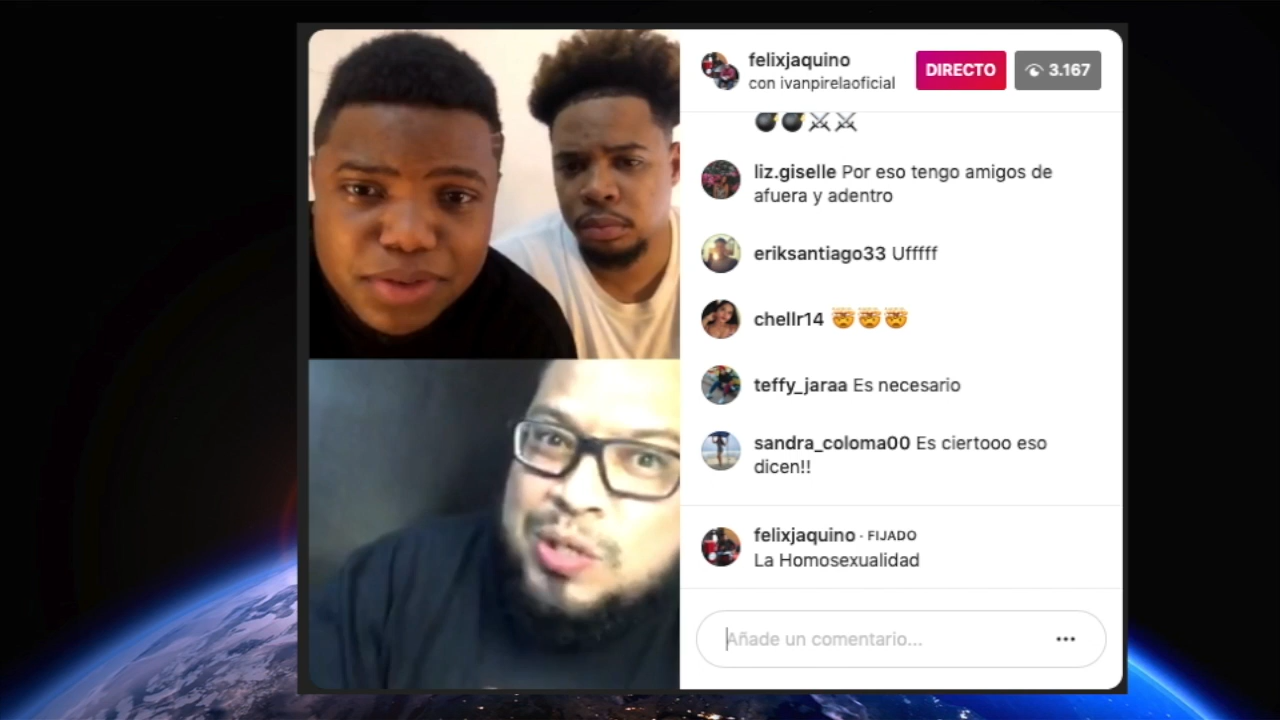 felixjaquino
con ivanpirelaoficial
DIRECTO
3.167
liz.giselle Por eso tengo amigos de
afuera y adentro
eriksantiago33 Ufffff
chellr14
teffy_jaraa Es necesario
sandra_coloma00 Es ciertooo eso
dicen!!
felixjaquino · FIJADO
La Homosexualidad
Añade un comentario...